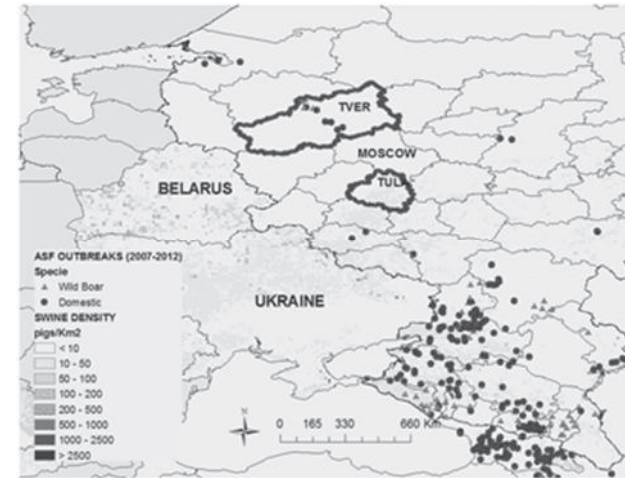 TVER
MOSCOW
TUL
BELARUS
UKRAINE
ASF OUTBREAKS (2007-2012)
Specie
Wild Boar
Domestic
SWINE DENSITY
pigs/Km2
< 10
10 - 50
50 - 100
100 - 200
200 - 500
500 - 1000
1000 - 2500
> 2500
N
0 165 330 660 Km